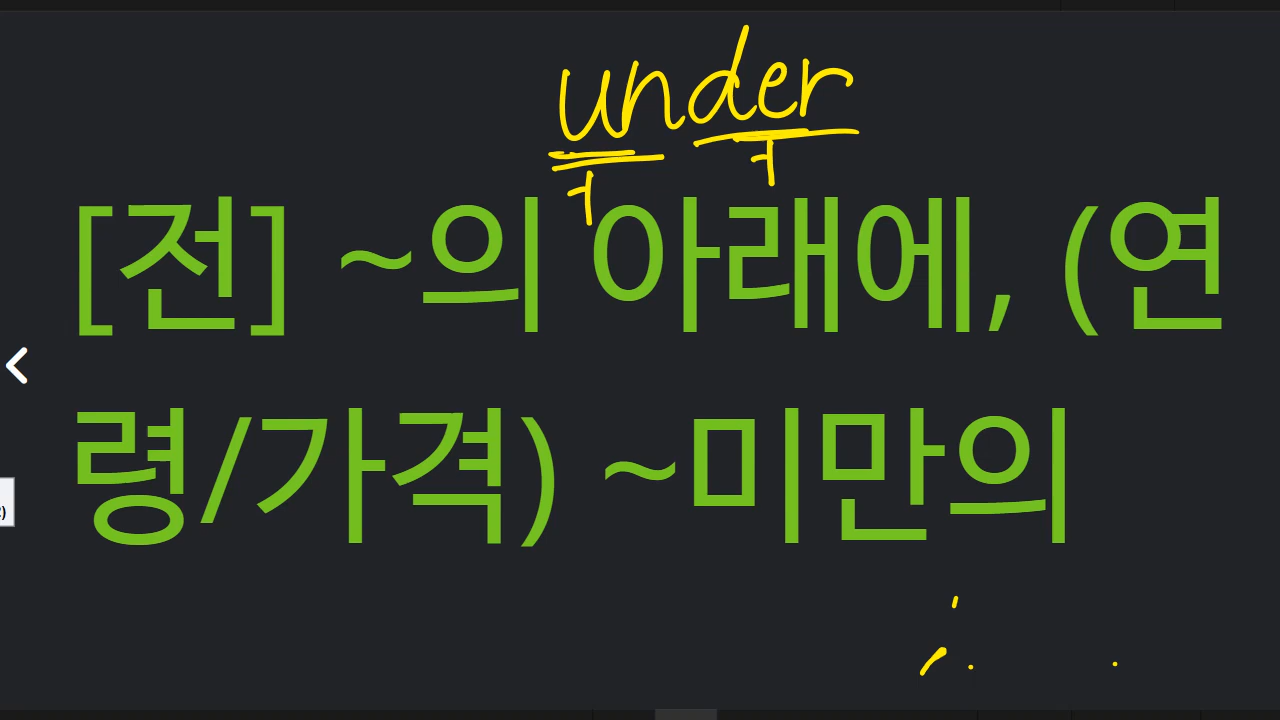 under
ㅓ ㅓ
[전] ~의 아래에, (연
령/가격) ~미만의